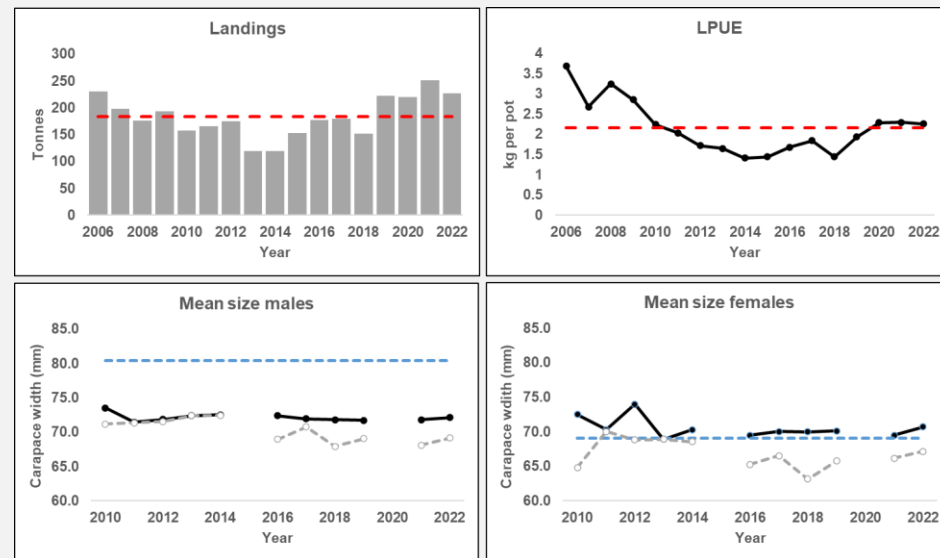 Landings
300
250
200
150
100
50
0
Tonnes
2006 2008 2010 2012 2014 2016 2018 2020 2022
Year
LPUE
4
3.5
3
2.5
2
1.5
1
0.5
0
kg per pot
2006 2008 2010 2012 2014 2016 2018 2020 2022
Year
Mean size males
85.0
80.0
75.0
70.0
65.0
60.0
Carapace width (mm)
2010 2012 2014 2016 2018 2020 2022
Year
Mean size females
85.0
80.0
75.0
70.0
65.0
60.0
Carapace wdith (mm)
2010 2012 2014 2016 2018 2020 2022
Year